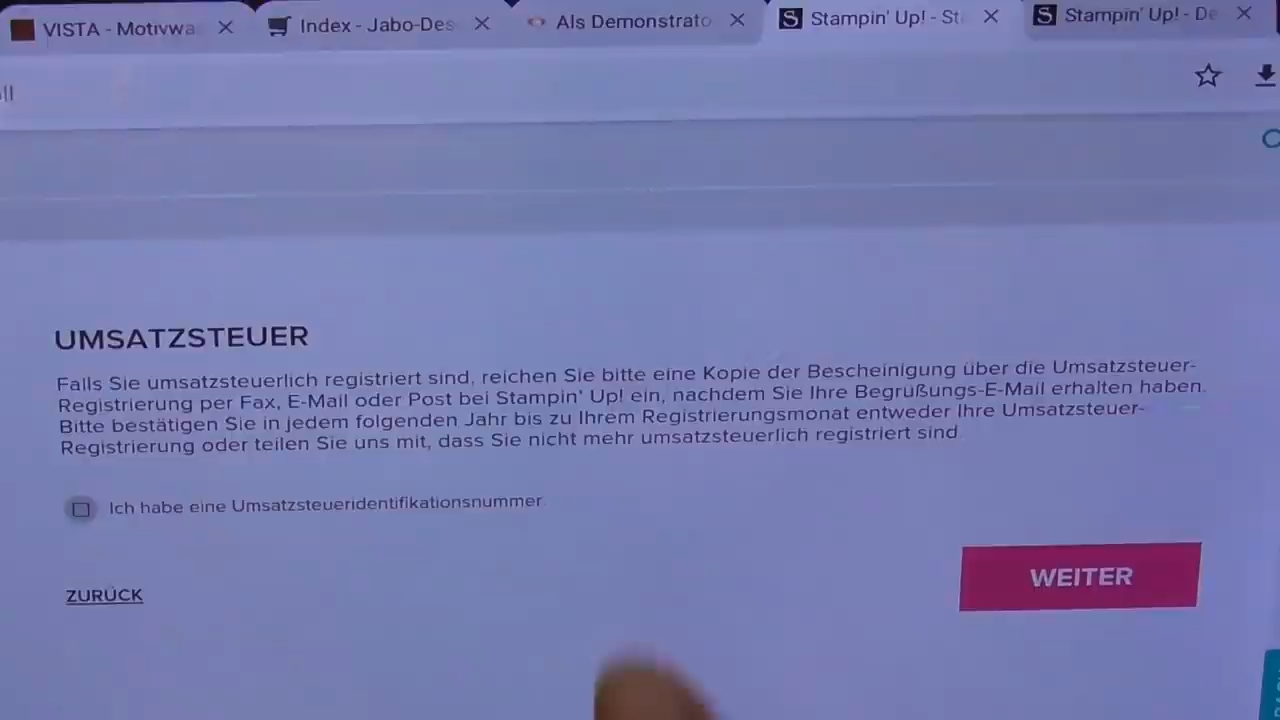 VISTA - Motivwa
Index - Jabo-Des
Als Demonstrato
Stampin' Up! - St
Stampin' Up! - De
UMSATZSTEUER
Falls Sie umsatzsteuerlich registriert sind, reichen Sie bitte eine Kopie der Bescheinigung über die Umsatzsteuer-
Registrierung per Fax, E-Mail oder Post bei Stampin' Up! ein, nachdem Sie Ihre Begrüßungs-E-Mail erhalten haben.
Bitte bestätigen Sie in jedem folgenden Jahr bis zu Ihrem Registrierungsmonat entweder Ihre Umsatzsteuer-
Registrierung oder teilen Sie uns mit, dass Sie nicht mehr umsatzsteuerlich registriert sind.
Ich habe eine Umsatzsteueridentifikationsnummer.
WEITER
ZURÜCK